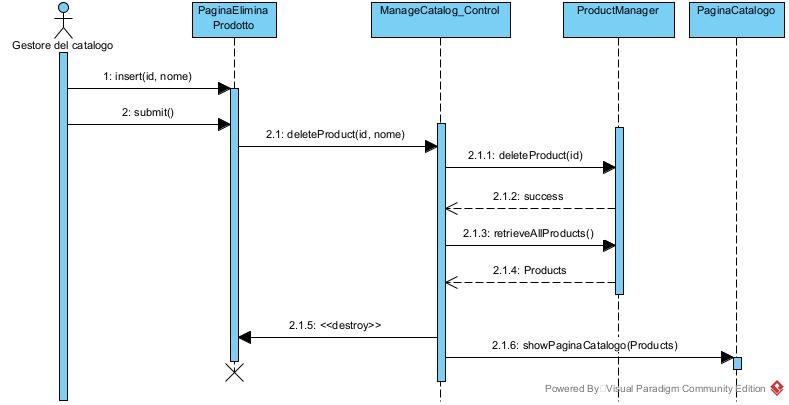 PaginaElimina
Prodotto
ManageCatalog_Control
ProductManager
PaginaCatalogo
Gestore del catalogo
1: insert(id, nome)
2: submit()
2.1: deleteProduct(id, nome)
2.1.1: deleteProduct(id)
2.1.2: success
2.1.3: retrieveAllProducts()
2.1.4: Products
2.1.5: <<destroy>>
2.1.6: showPaginaCatalogo(Products)
Powered By Visual Paradigm Community Edition